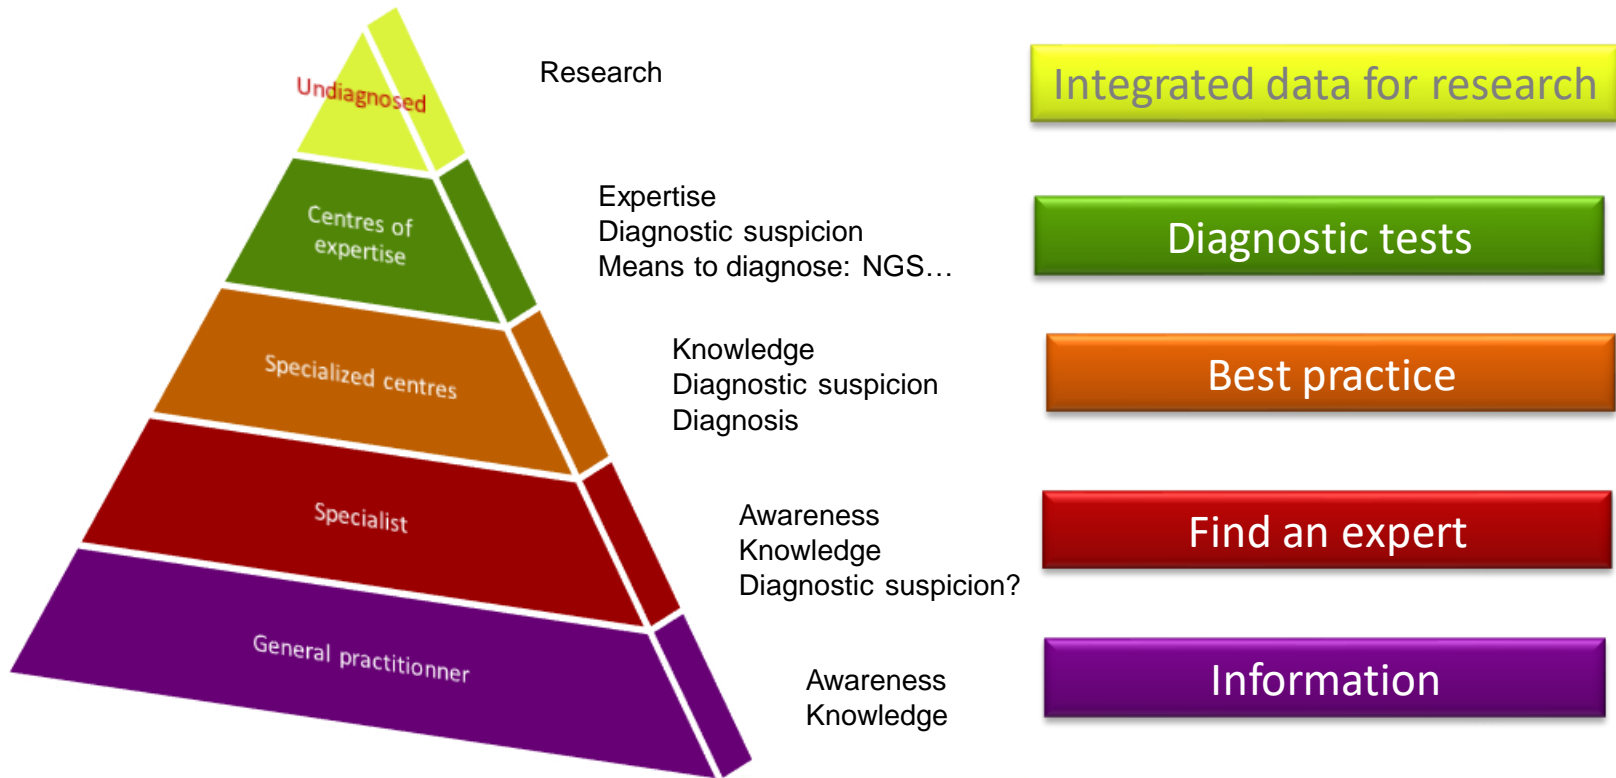 Undiagnosed
Research
Integrated data for research
Centres of
expertise
Expertise
Diagnostic suspicion
Means to diagnose: NGS…
Diagnostic tests
Specialized centres
Knowledge
Diagnostic suspicion
Diagnosis
Best practice
Specialist
Awareness
Knowledge
Diagnostic suspicion?
Find an expert
General practitionner
Awareness
Knowledge
Information